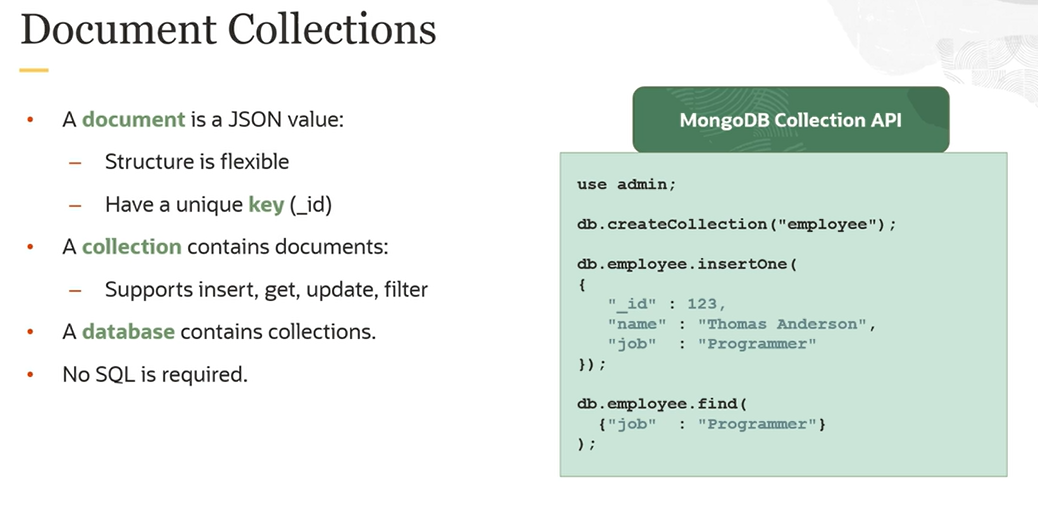 Document Collections
• A document is a JSON value:
– Structure is flexible
– Have a unique key (_id)
• A collection contains documents:
– Supports insert, get, update, filter
• A database contains collections.
• No SQL is required.
MongoDB Collection API
use admin;
db.createCollection("employee");
db.employee.insertOne(
{
"_id" : 123,
"name" : "Thomas Anderson",
"job" : "Programmer"
});
db.employee.find(
{"job" : "Programmer"}
);